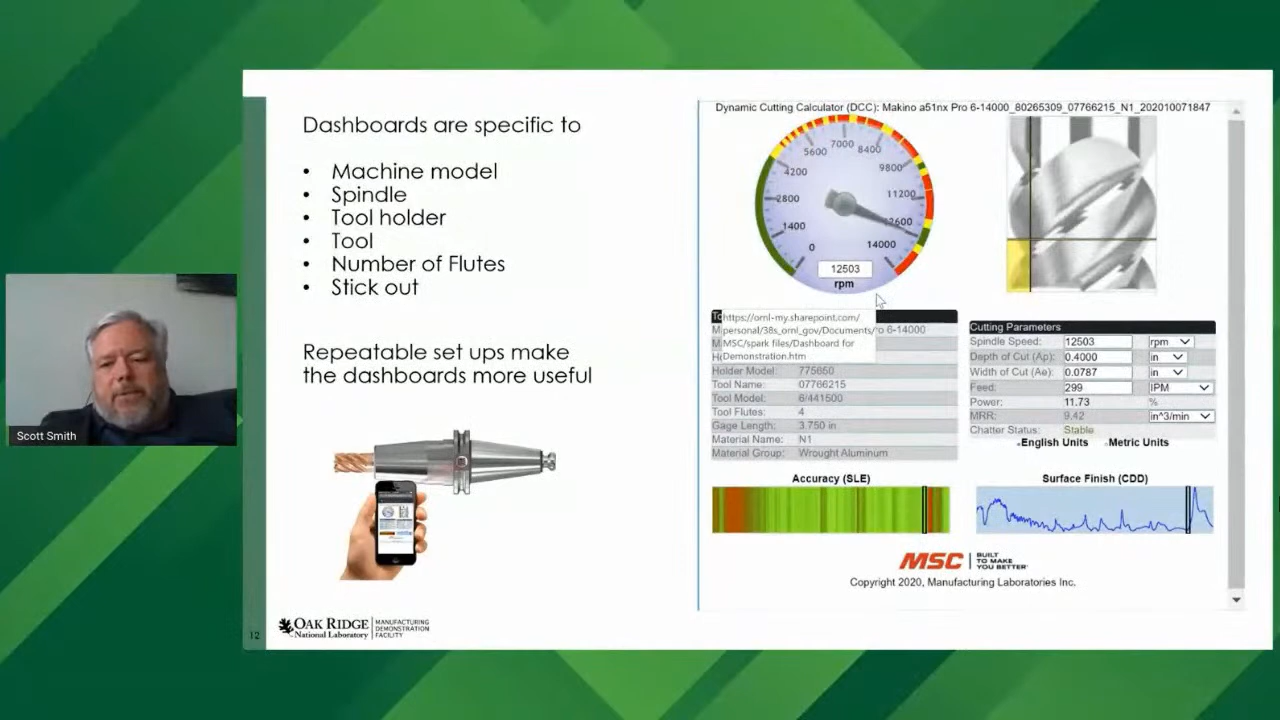 Dashboards are specific to
• Machine model
• Spindle
• Tool holder
• Tool
• Number of Flutes
• Stick out
Repeatable set ups make
the dashboards more useful
Scott Smith
12
OAK RIDGE
National Laboratory
MANUFACTURING
DEMONSTRATION
FACILITY
Dynamic Cutting Calculator (DCC): Makino a51nx Pro 6-14000_80265309_07766215_N1_202010071847
0
1400
2800
4200
5600
7000
8400
9800
11200
12600
14000
12503
rpm
https://ornl-my.sharepoint.com/
personal/38s_ornl_gov/Documents/
MSC/spark files/Dashboard for
Demonstration.htm
o 6-14000
Holder Model: 775650
Tool Name: 07766215
Tool Model: 6/441500
Tool Flutes: 4
Gage Length: 3.750 in
Material Name: N1
Material Group: Wrought Aluminum
Cutting Parameters
Spindle Speed: 12503 rpm
Depth of Cut (Ap): 0.4000 in
Width of Cut (Ae): 0.0787 in
Feed: 299 IPM
Power: 11.73 %
MRR: 9.42 in^3/min
Chatter Status: Stable
English Units Metric Units
Accuracy (SLE)
Surface Finish (CDD)
MSC
BUILT
TO MAKE
YOU BETTER
Copyright 2020, Manufacturing Laboratories Inc.